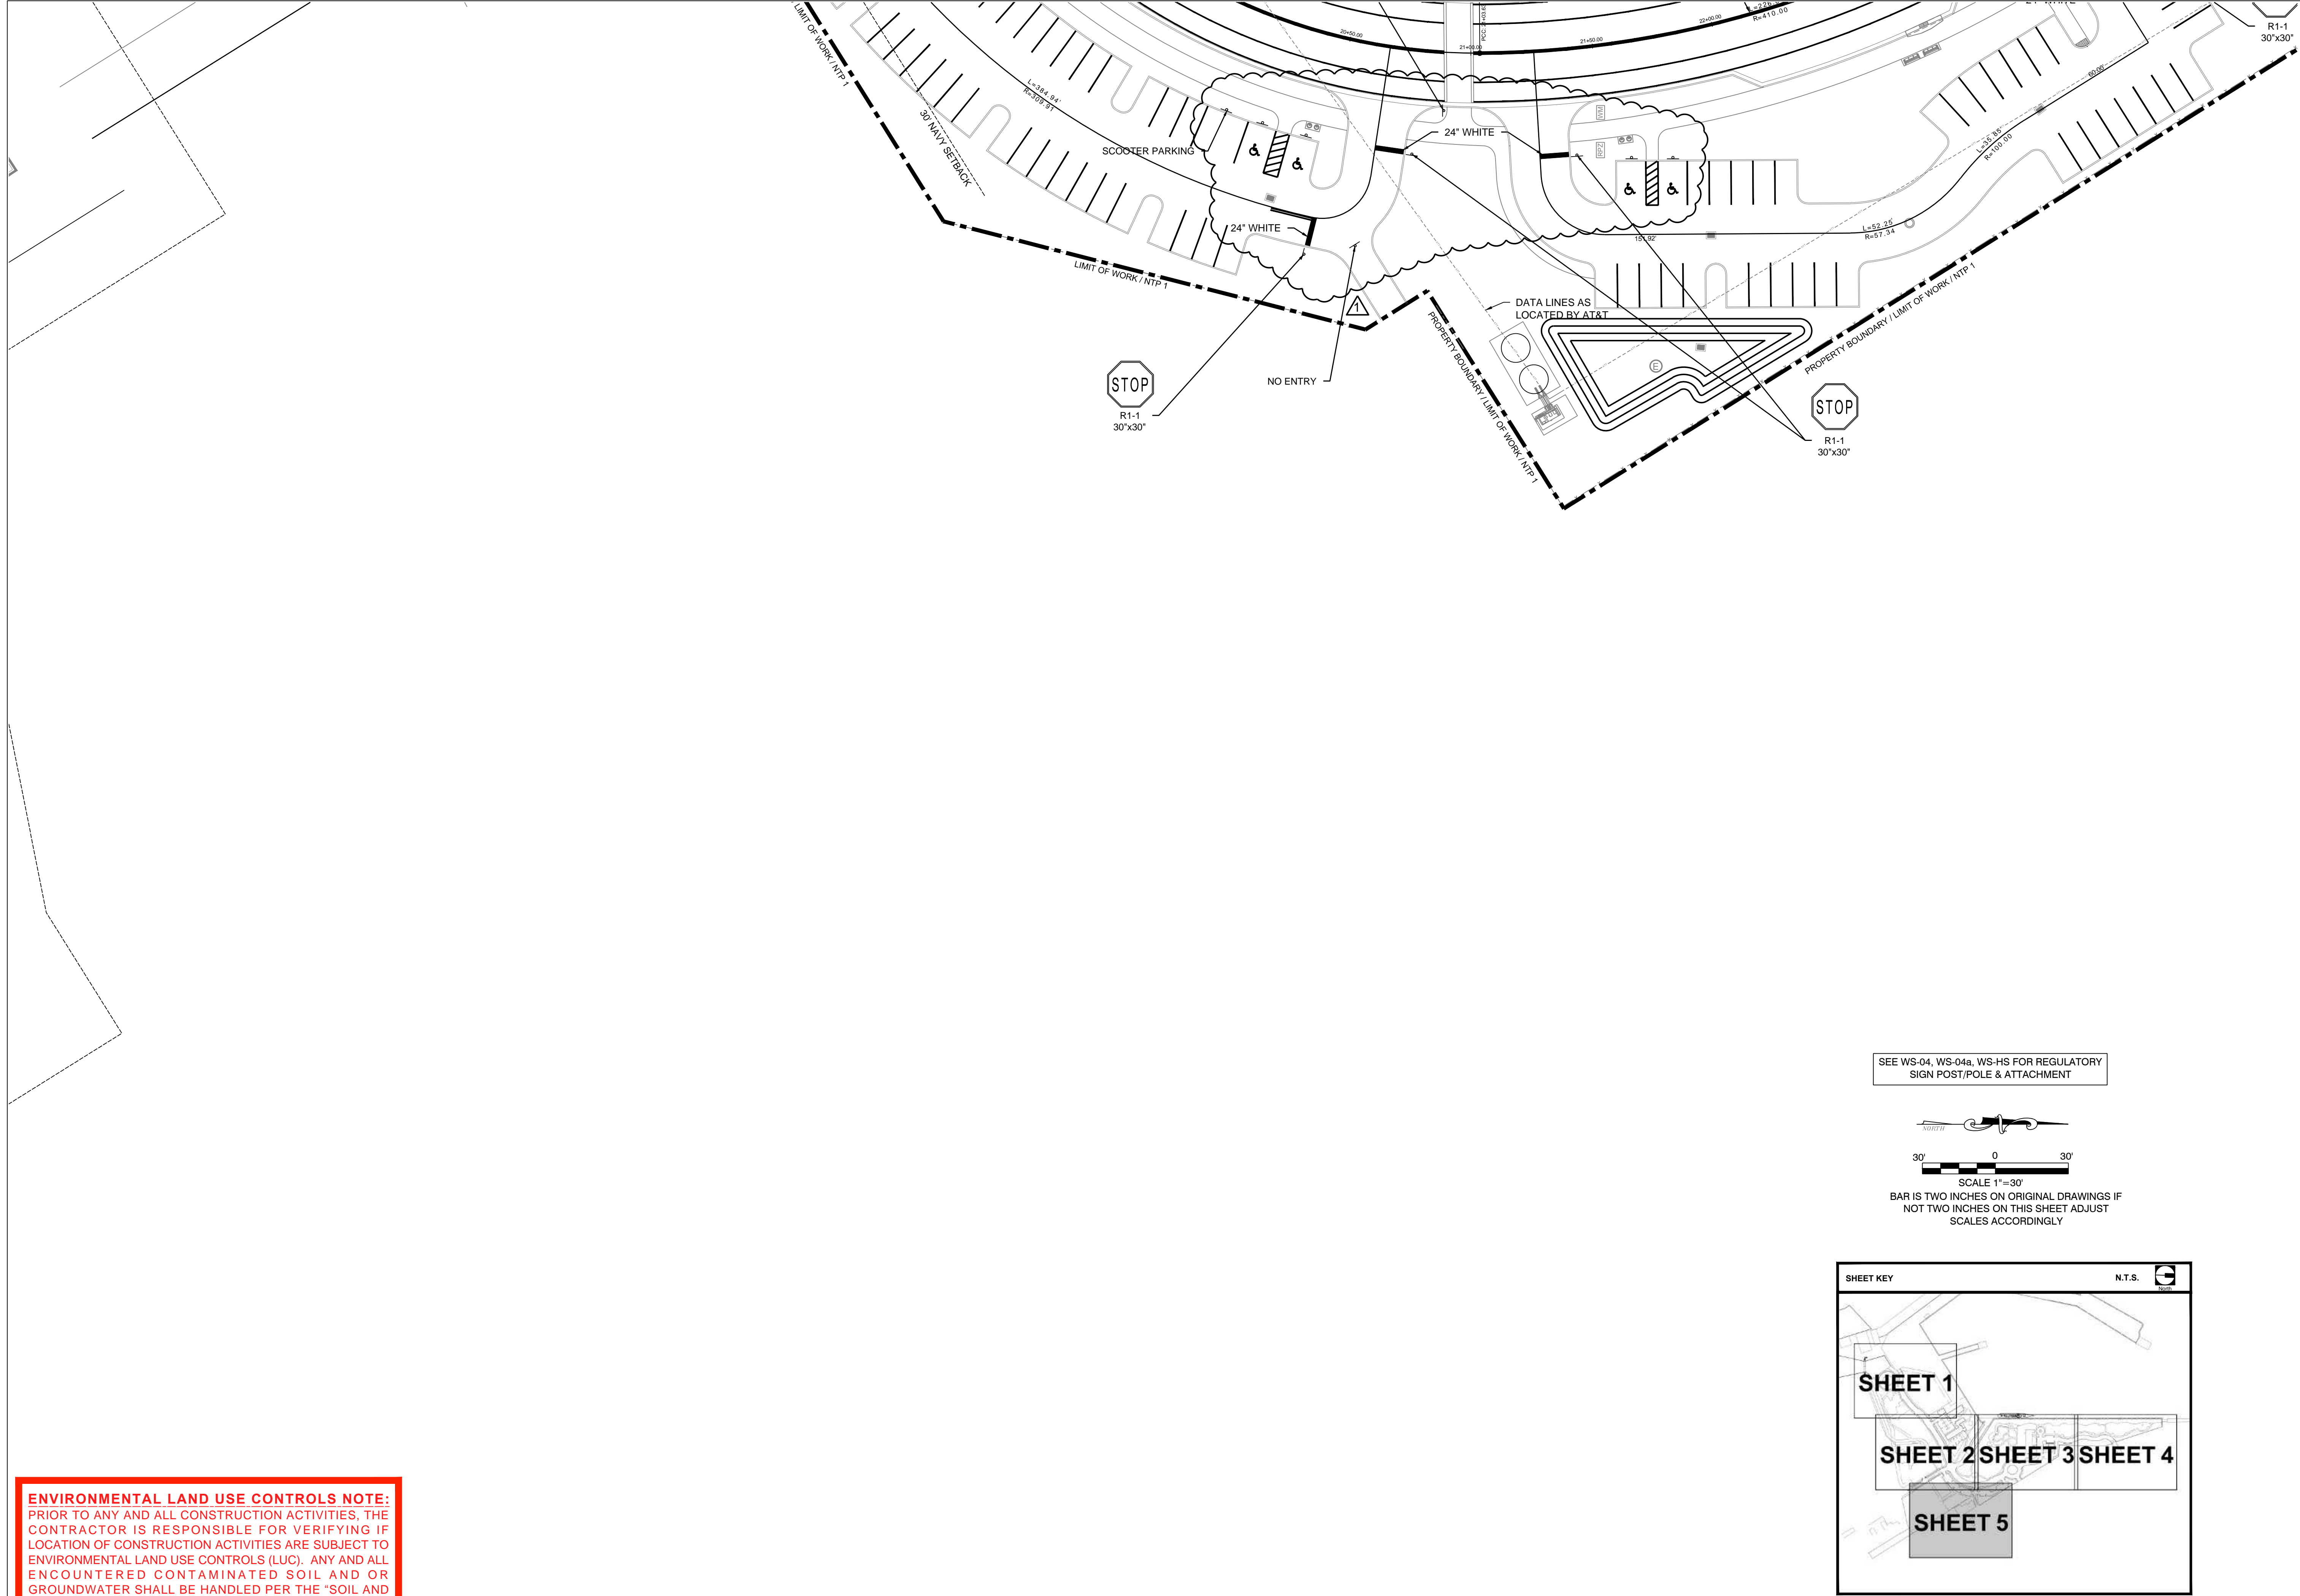 LIMIT OF WORK / NTP 1
30' NAVY SETBACK
L=384.94'
R=309.91'
20+50.00
21+00.00
21+50.00
22+00.00
R=410.00
R1-1
30"x30"
60.00'
L=35.85'
R=100.00
SCOOTER PARKING
24" WHITE
WM
RPZ
24" WHITE
151.92'
L=52.25'
R=57.34
LIMIT OF WORK / NTP 1
1
DATA LINES AS
LOCATED BY AT&T
PROPERTY BOUNDARY / LIMIT OF WORK / NTP 1
PROPERTY BOUNDARY / LIMIT OF WORK / NTP 1
E
NO ENTRY
STOP
R1-1
30"x30"
STOP
R1-1
30"x30"
SEE WS-04, WS-04a, WS-HS FOR REGULATORY
SIGN POST/POLE & ATTACHMENT
NORTH
30' 0 30'
SCALE 1"=30'
BAR IS TWO INCHES ON ORIGINAL DRAWINGS IF
NOT TWO INCHES ON THIS SHEET ADJUST
SCALES ACCORDINGLY
SHEET KEY N.T.S.
North
SHEET 1
SHEET 2 SHEET 3 SHEET 4
SHEET 5
ENVIRONMENTAL LAND USE CONTROLS NOTE:
PRIOR TO ANY AND ALL CONSTRUCTION ACTIVITIES, THE
CONTRACTOR IS RESPONSIBLE FOR VERIFYING IF
LOCATION OF CONSTRUCTION ACTIVITIES ARE SUBJECT TO
ENVIRONMENTAL LAND USE CONTROLS (LUC). ANY AND ALL
ENCOUNTERED CONTAMINATED SOIL AND OR
GROUNDWATER SHALL BE HANDLED PER THE “SOIL AND